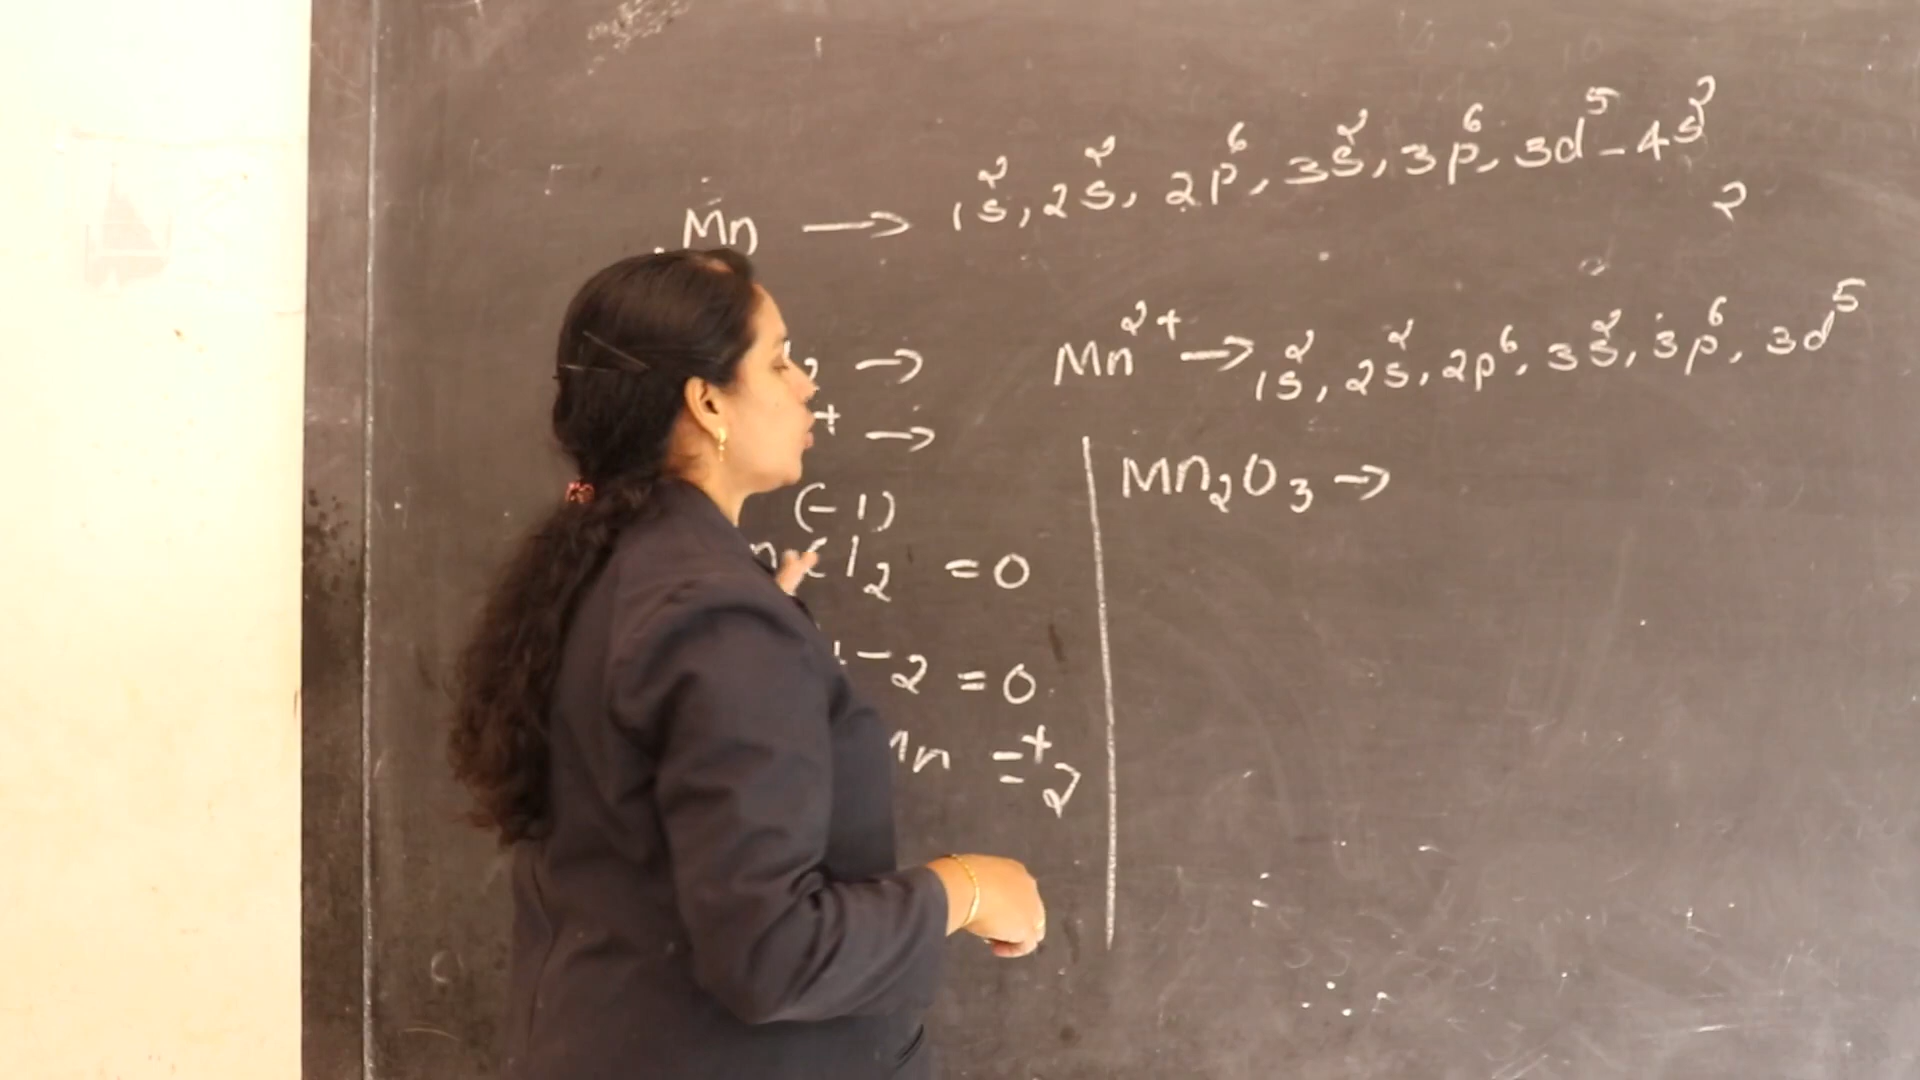 Mn → 1s², 2s², 2p⁶, 3s², 3p⁶, 3d⁵-4s²
2
→ Mn²⁺ → 1s², 2s², 2p⁶, 3s², 3p⁶, 3d⁵
+ →
Mn₂O₃ →
(-1)
Cl₂ = 0
- 2 = 0
Mn = +2